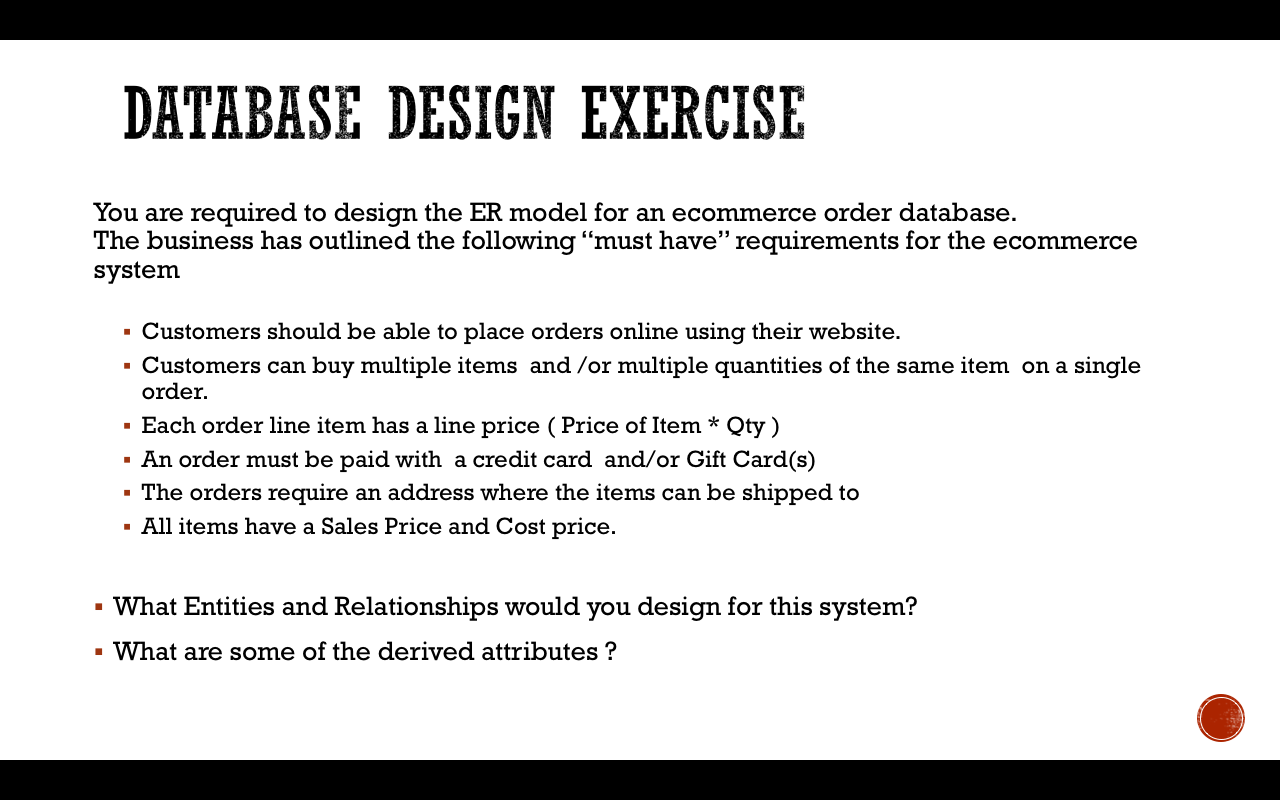 DATABASE DESIGN EXERCISE
You are required to design the ER model for an ecommerce order database.
The business has outlined the following “must have” requirements for the ecommerce
system
▪ Customers should be able to place orders online using their website.
▪ Customers can buy multiple items  and /or multiple quantities of the same item  on a single
order.
▪ Each order line item has a line price ( Price of Item * Qty )
▪ An order must be paid with  a credit card  and/or Gift Card(s)
▪ The orders require an address where the items can be shipped to
▪ All items have a Sales Price and Cost price.
▪ What Entities and Relationships would you design for this system?
▪ What are some of the derived attributes ?